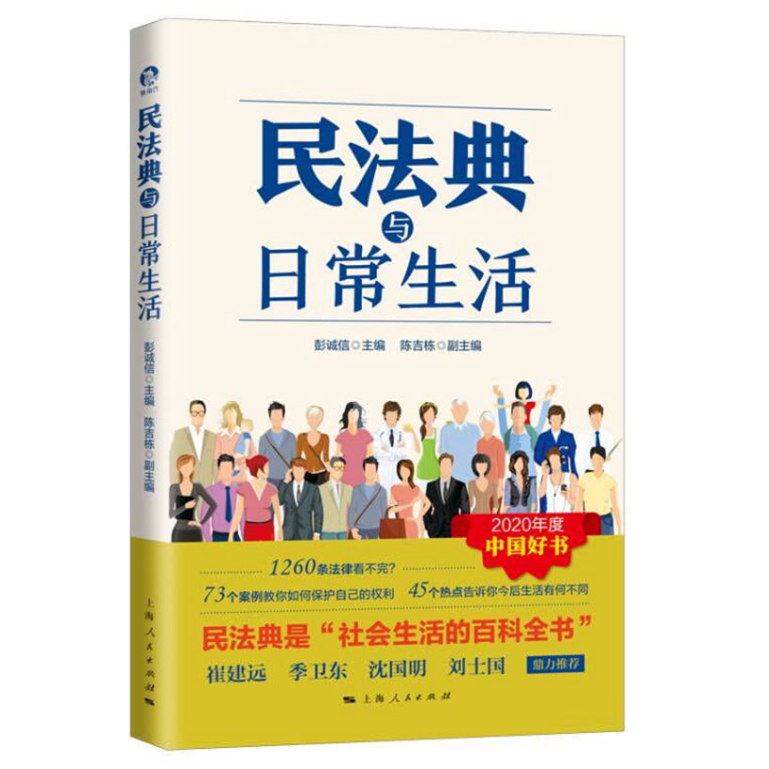 民法典
与
日常生活
彭诚信◎主编 陈吉栋◎副主编
2020年度
中国好书
1260条法律看不完?
73个案例教你如何保护自己的权利 45个热点告诉你今后生活有何不同
民法典是“社会生活的百科全书”
崔建远 季卫东 沈国明 刘士国 鼎力推荐
上海人民出版社
民法典与日常生活
彭诚信◎主编 陈吉栋◎副主编
上海人民出版社